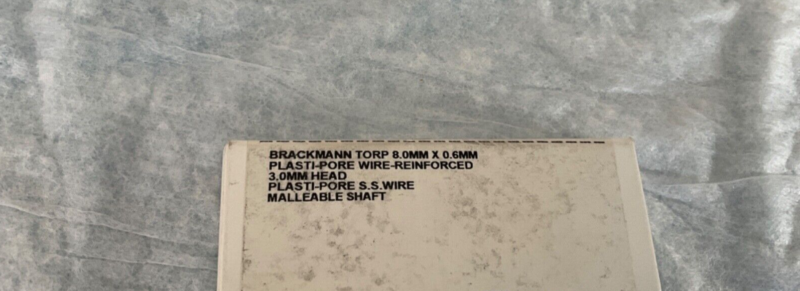 BRACKMANN TORP 8.0MM X 0.6MM
PLASTI-PORE WIRE-REINFORCED
3.0MM HEAD
PLASTI-PORE S.S.WIRE
MALLEABLE SHAFT